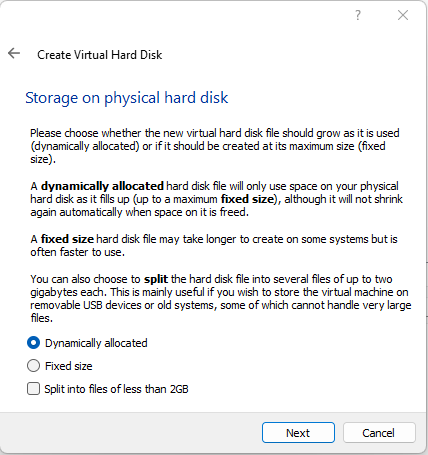 ?
Create Virtual Hard Disk
Storage on physical hard disk
Please choose whether the new virtual hard disk file should grow as it is used
(dynamically allocated) or if it should be created at its maximum size (fixed
size).
A dynamically allocated hard disk file will only use space on your physical
hard disk as it fills up (up to a maximum fixed size), although it will not shrink
again automatically when space on it is freed.
A fixed size hard disk file may take longer to create on some systems but is
often faster to use.
You can also choose to split the hard disk file into several files of up to two
gigabytes each. This is mainly useful if you wish to store the virtual machine on
removable USB devices or old systems, some of which cannot handle very large
files.
Dynamically allocated
Fixed size
Split into files of less than 2GB
Next Cancel